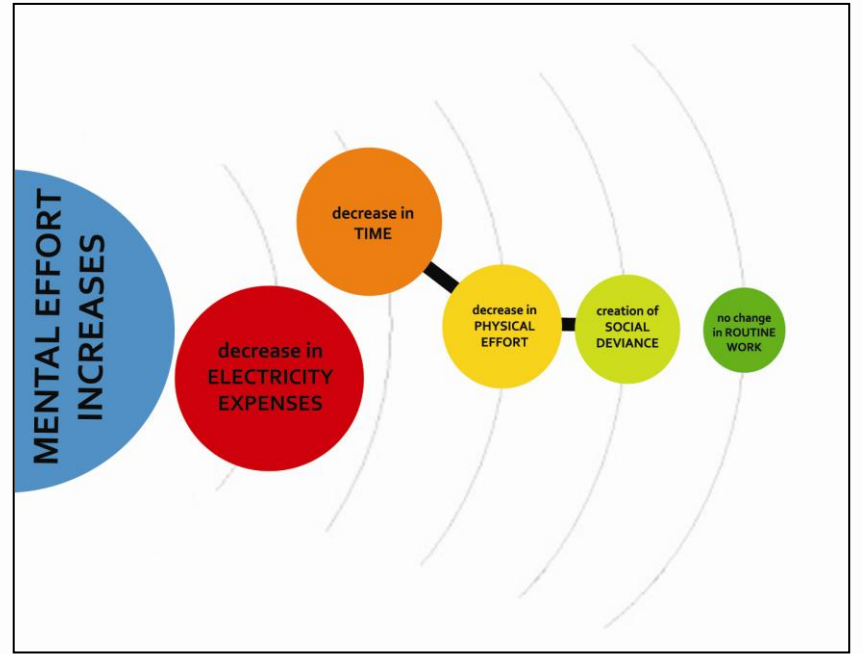 MENTAL EFFORT
INCREASES
decrease in
ELECTRICITY
EXPENSES
decrease in
TIME
decrease in
PHYSICAL
EFFORT
creation of
SOCIAL
DEVIANCE
no change
in ROUTINE
WORK